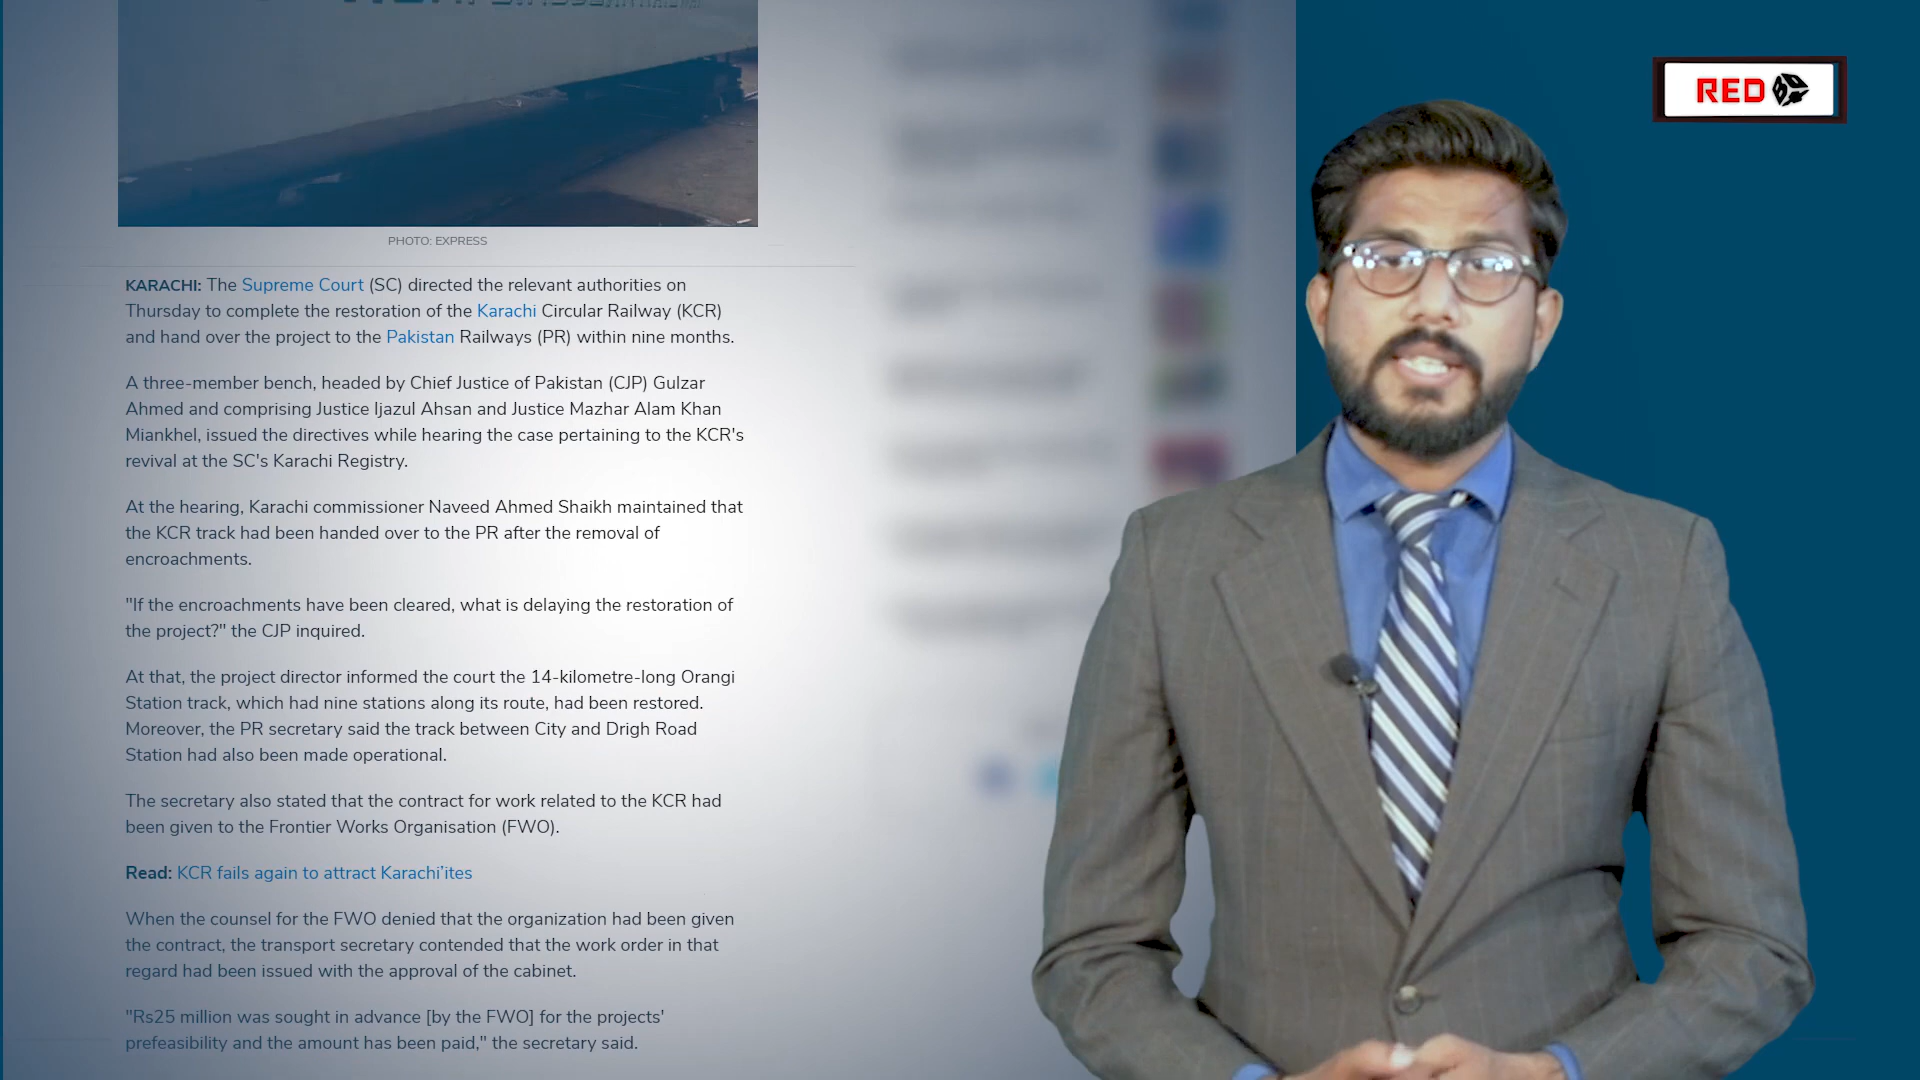 RED
PHOTO: EXPRESS
KARACHI: The Supreme Court (SC) directed the relevant authorities on
Thursday to complete the restoration of the Karachi Circular Railway (KCR)
and hand over the project to the Pakistan Railways (PR) within nine months.
A three-member bench, headed by Chief Justice of Pakistan (CJP) Gulzar
Ahmed and comprising Justice Ijazul Ahsan and Justice Mazhar Alam Khan
Miankhel, issued the directives while hearing the case pertaining to the KCR's
revival at the SC's Karachi Registry.
At the hearing, Karachi commissioner Naveed Ahmed Shaikh maintained that
the KCR track had been handed over to the PR after the removal of
encroachments.
"If the encroachments have been cleared, what is delaying the restoration of
the project?" the CJP inquired.
At that, the project director informed the court the 14-kilometre-long Orangi
Station track, which had nine stations along its route, had been restored.
Moreover, the PR secretary said the track between City and Drigh Road
Station had also been made operational.
The secretary also stated that the contract for work related to the KCR had
been given to the Frontier Works Organisation (FWO).
Read: KCR fails again to attract Karachi'ites
When the counsel for the FWO denied that the organization had been given
the contract, the transport secretary contended that the work order in that
regard had been issued with the approval of the cabinet.
"Rs25 million was sought in advance [by the FWO] for the projects'
prefeasibility and the amount has been paid," the secretary said.